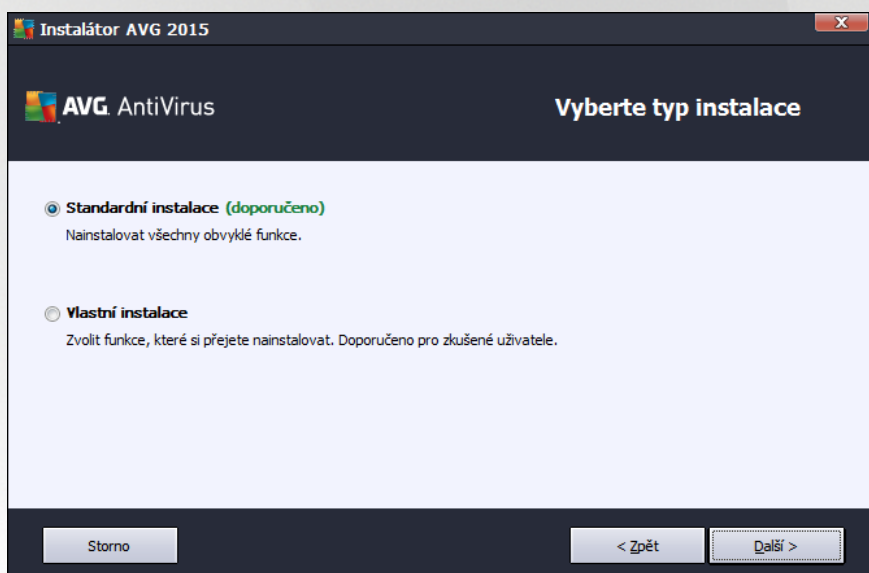 Instalátor AVG 2015
X
AVG. AntiVirus
Vyberte typ instalace
Standardní instalace (doporučeno)
Nainstalovat všechny obvyklé funkce.
Vlastní instalace
Zvolit funkce, které si přejete nainstalovat. Doporučeno pro zkušené uživatele.
Storno
< Zpět
Další >